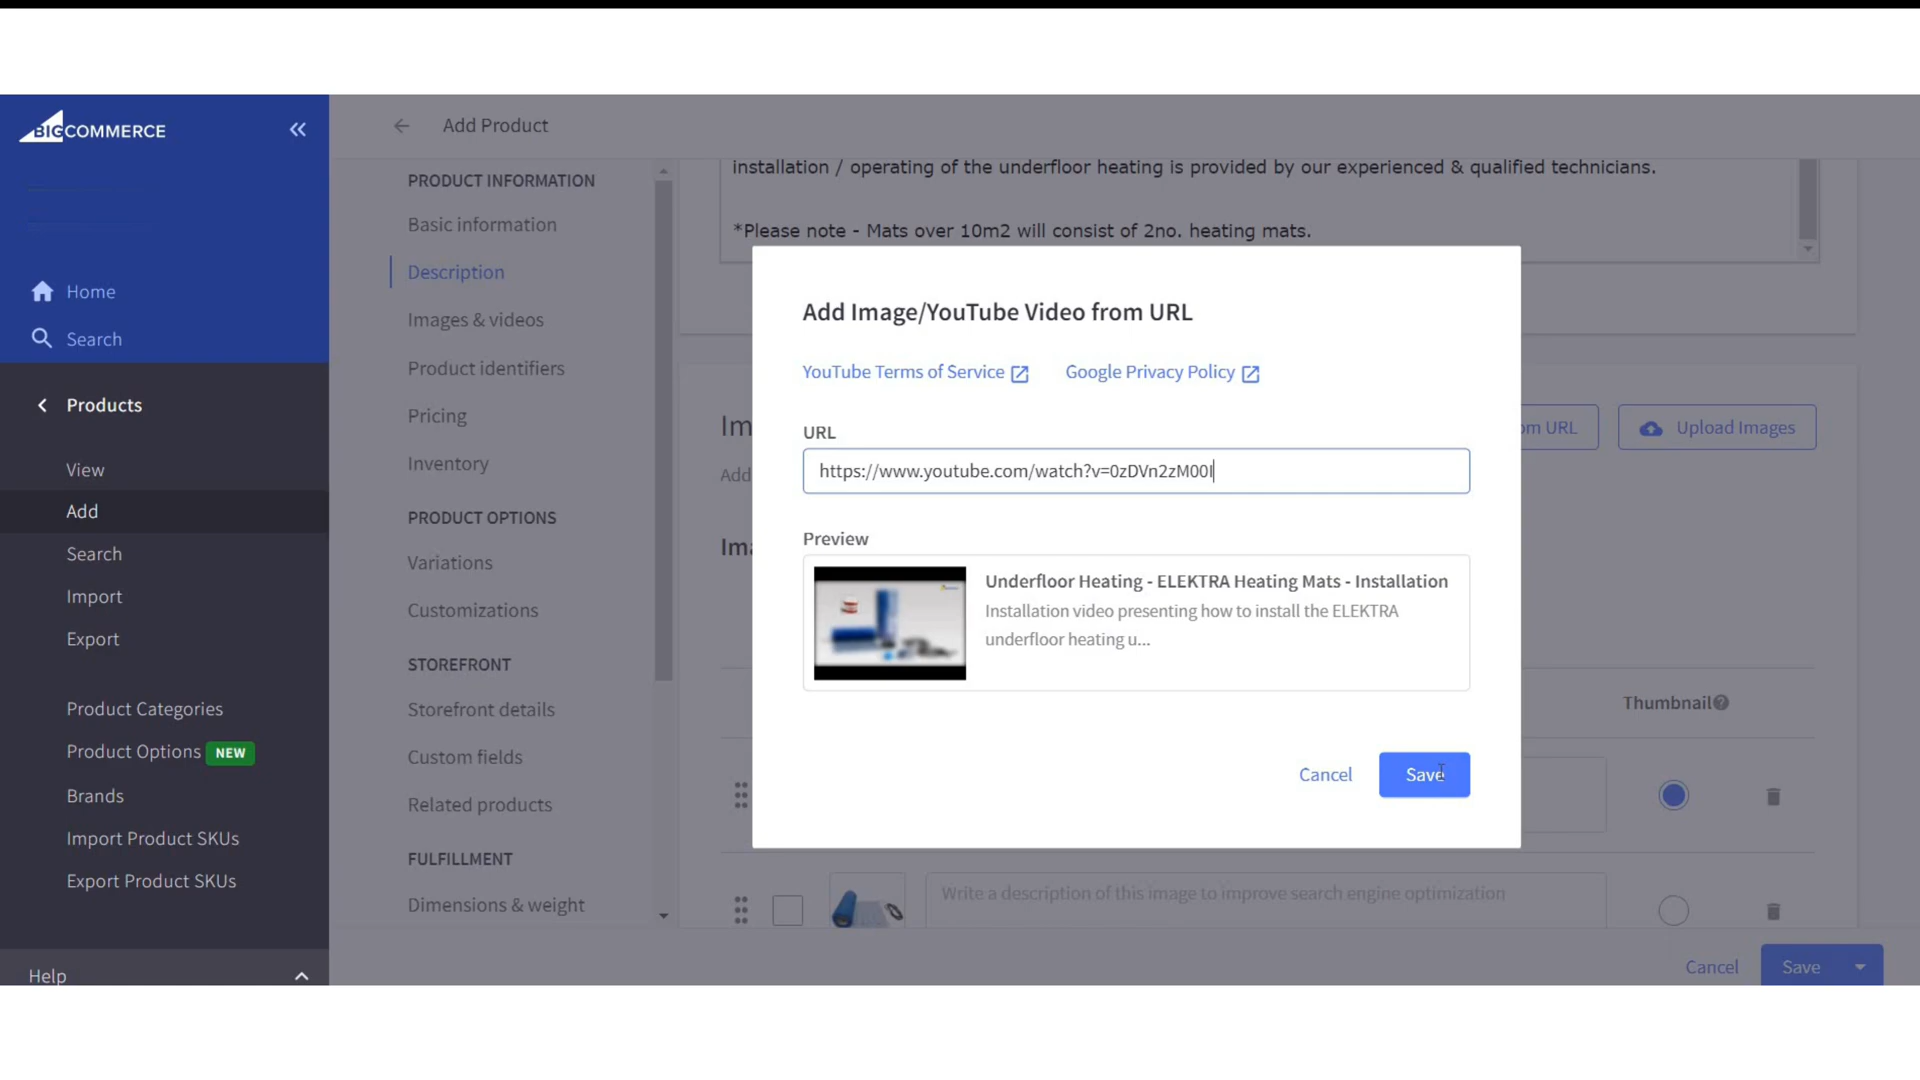 BIGCOMMERCE
Home
Search
Products
View
Add
Search
Import
Export
Product Categories
Product Options NEW
Brands
Import Product SKUs
Export Product SKUs
Help
Add Product
PRODUCT INFORMATION
Basic information
Description
Images & videos
Product identifiers
Pricing
Inventory
PRODUCT OPTIONS
Variations
Customizations
STOREFRONT
Storefront details
Custom fields
Related products
FULFILLMENT
Dimensions & weight
installation / operating of the underfloor heating is provided by our experienced & qualified technicians.
*Please note - Mats over 10m2 will consist of 2no. heating mats.
Im
om URL
Upload Images
Add
Ima
Add Image/YouTube Video from URL
YouTube Terms of Service
Google Privacy Policy
URL
https://www.youtube.com/watch?v=0zDVn2zM00I
Preview
Underfloor Heating - ELEKTRA Heating Mats - Installation
Installation video presenting how to install the ELEKTRA
underfloor heating u...
Cancel
Save
Thumbnail
Write a description of this image to improve search engine optimization
Cancel
Save